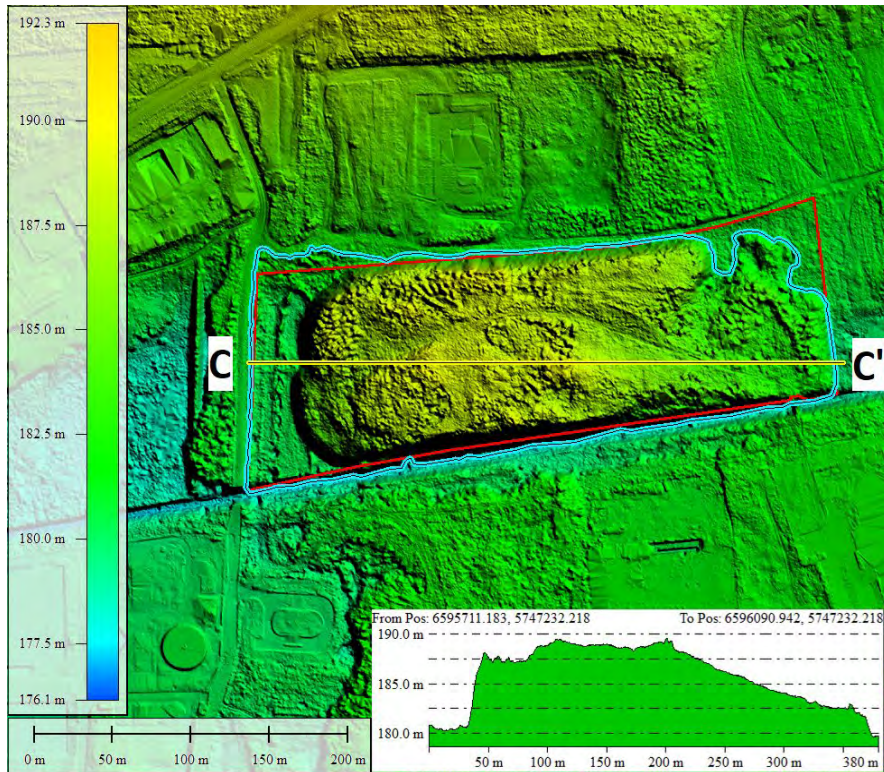 192.3 m
190.0 m
187.5 m
185.0 m
182.5 m
180.0 m
177.5 m
176.1 m
C
C'
0 m 50 m 100 m 150 m 200 m
From Pos: 6595711.183, 5747232.218 To Pos: 6596090.942, 5747232.218
190.0 m
185.0 m
180.0 m
50 m 100 m 150 m 200 m 250 m 300 m 380 m